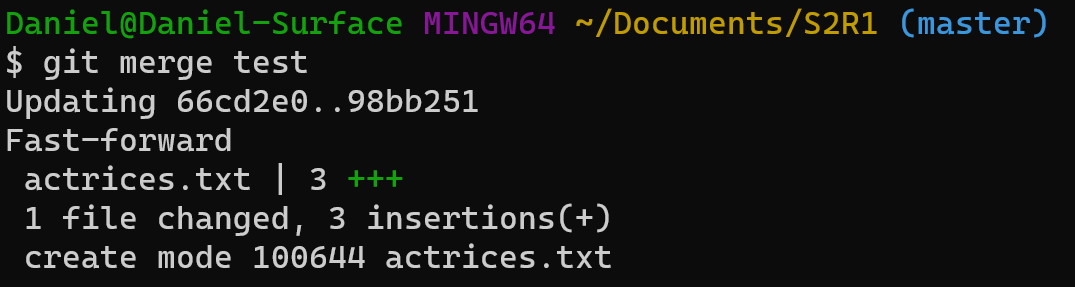 Daniel@Daniel-Surface MINGW64 ~/Documents/S2R1 (master)
$ git merge test
Updating 66cd2e0..98bb251
Fast-forward
 actrices.txt | 3 +++
 1 file changed, 3 insertions(+)
 create mode 100644 actrices.txt